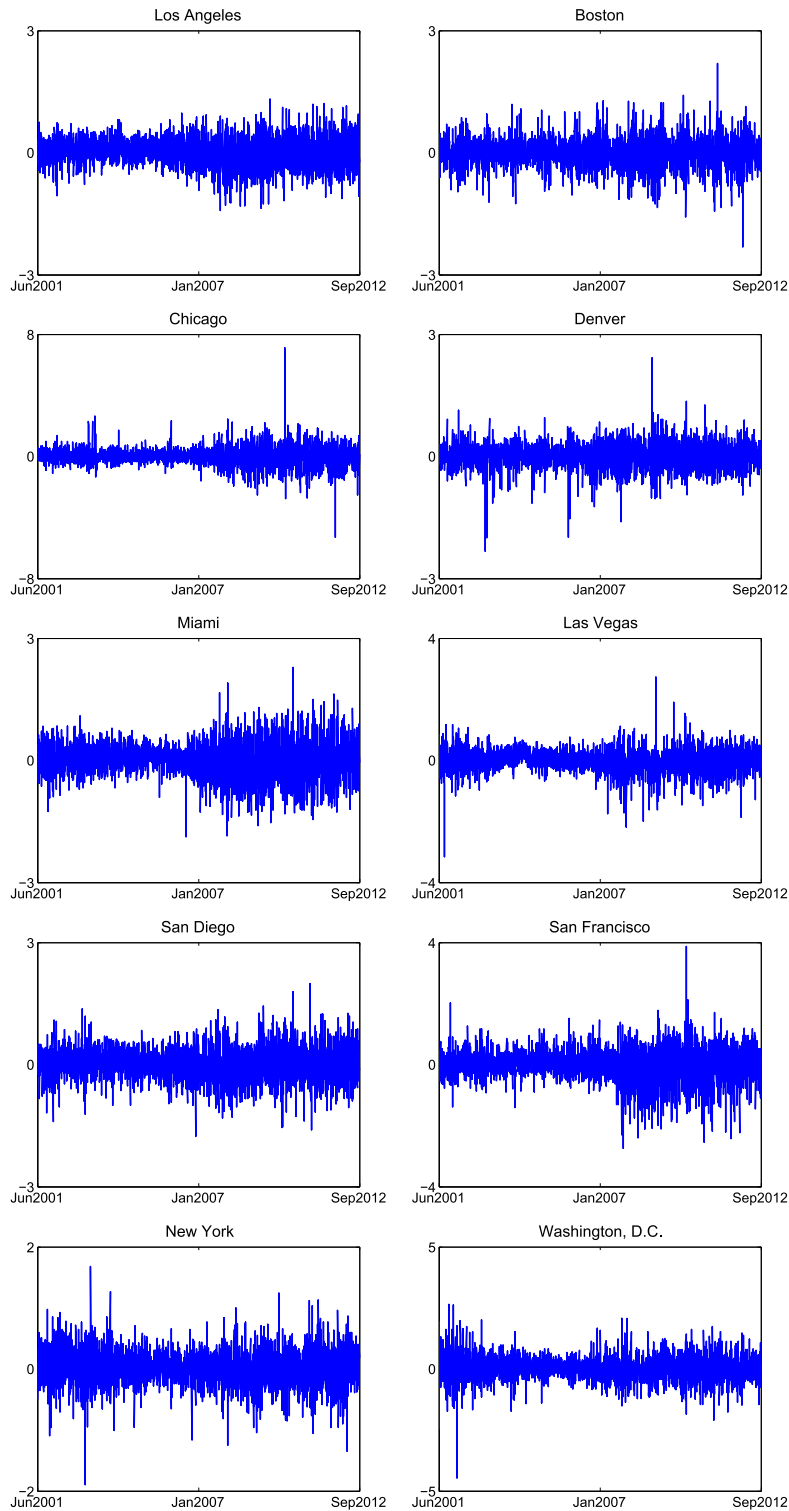 Los Angeles
3
0
−3
Jun2001 Jan2007 Sep2012
Boston
3
0
−3
Jun2001 Jan2007 Sep2012
Chicago
8
0
−8
Jun2001 Jan2007 Sep2012
Denver
3
0
−3
Jun2001 Jan2007 Sep2012
Miami
3
0
−3
Jun2001 Jan2007 Sep2012
Las Vegas
4
0
−4
Jun2001 Jan2007 Sep2012
San Diego
3
0
−3
Jun2001 Jan2007 Sep2012
San Francisco
4
0
−4
Jun2001 Jan2007 Sep2012
New York
2
0
−2
Jun2001 Jan2007 Sep2012
Washington, D.C.
5
0
−5
Jun2001 Jan2007 Sep2012